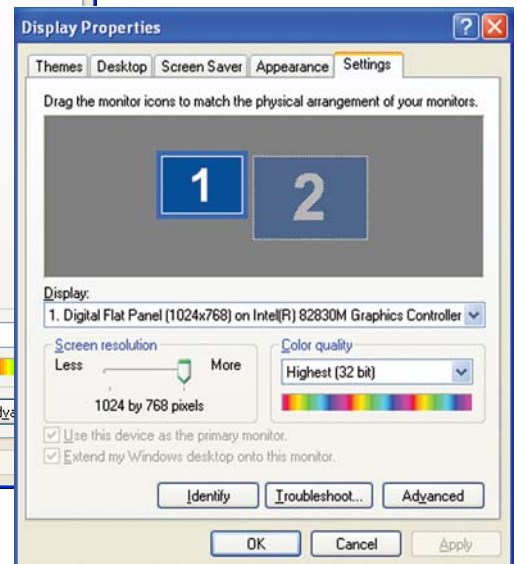 Display Properties
Themes Desktop Screen Saver Appearance Settings
Drag the monitor icons to match the physical arrangement of your monitors.
1 2
Display:
1. Digital Flat Panel (1024x768) on Intel(R) 82830M Graphics Controller
Screen resolution
Less More
1024 by 768 pixels
Color quality
Highest (32 bit)
Use this device as the primary monitor.
Extend my Windows desktop onto this monitor.
Identify Troubleshoot... Advanced
OK Cancel Apply